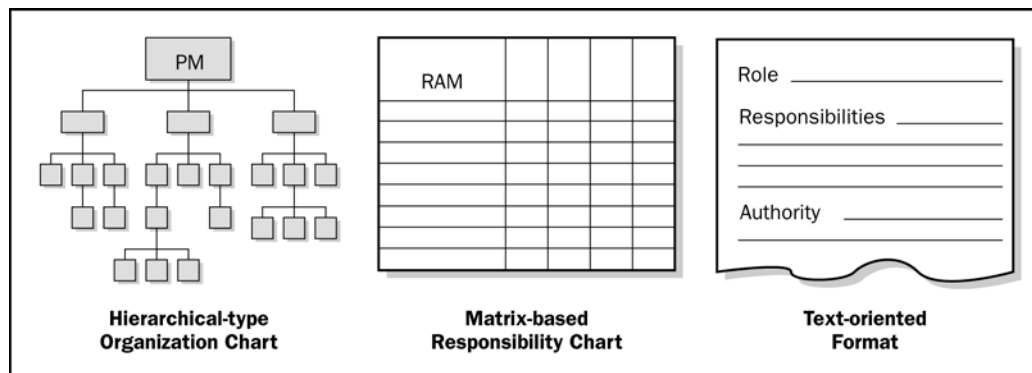 PM
Hierarchical-type
Organization Chart
RAM
Matrix-based
Responsibility Chart
Role
Responsibilities
Authority
Text-oriented
Format